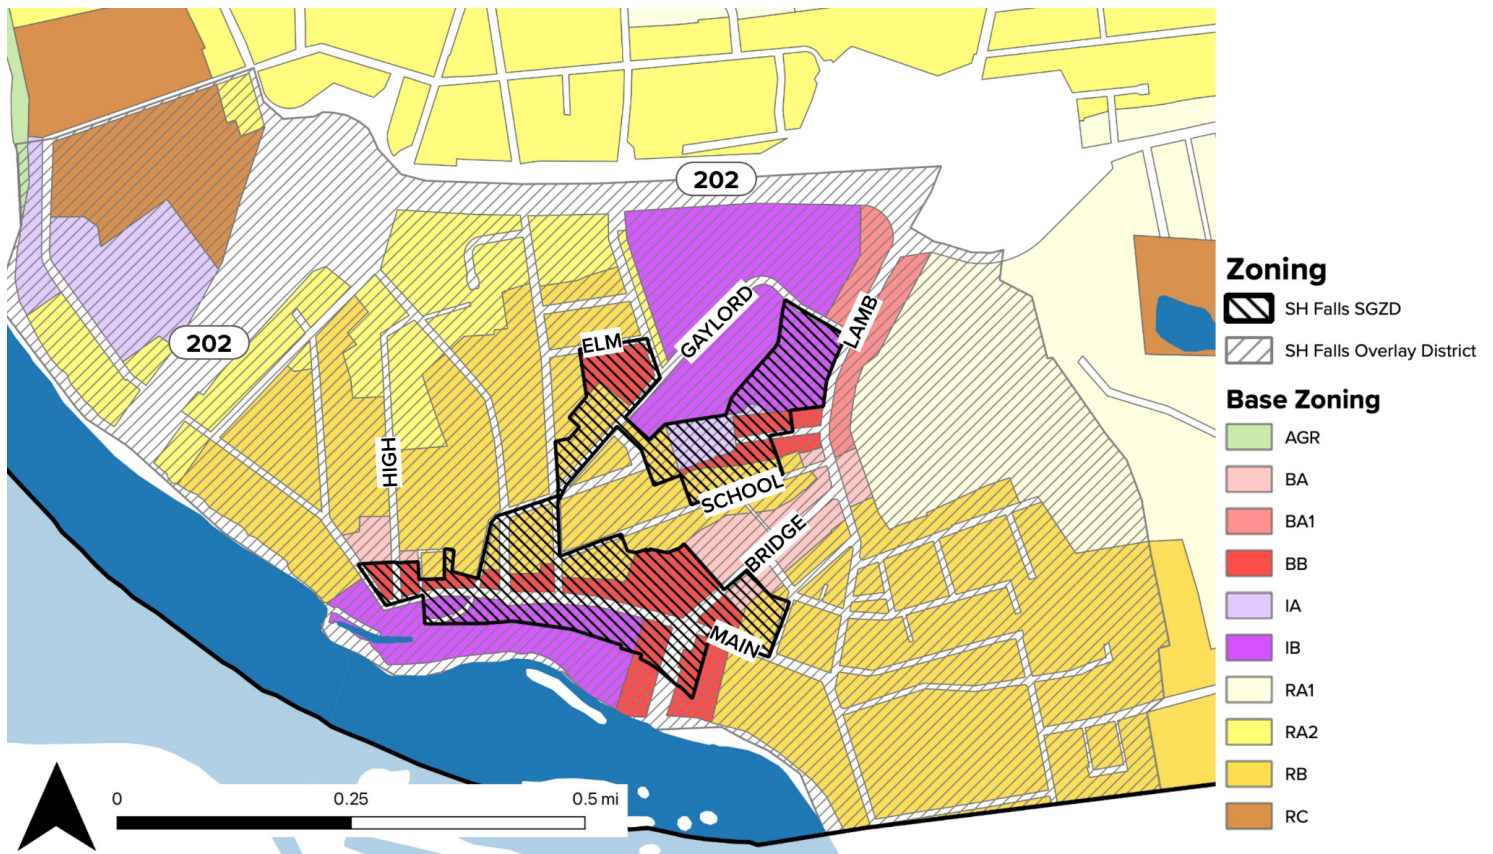 202
202
ELM
GAYLORD
LAMB
HIGH
SCHOOL
BRIDGE
MAIN
0 0.25 0.5 mi
Zoning
SH Falls SGZD
SH Falls Overlay District
Base Zoning
AGR
BA
BA1
BB
IA
IB
RA1
RA2
RB
RC